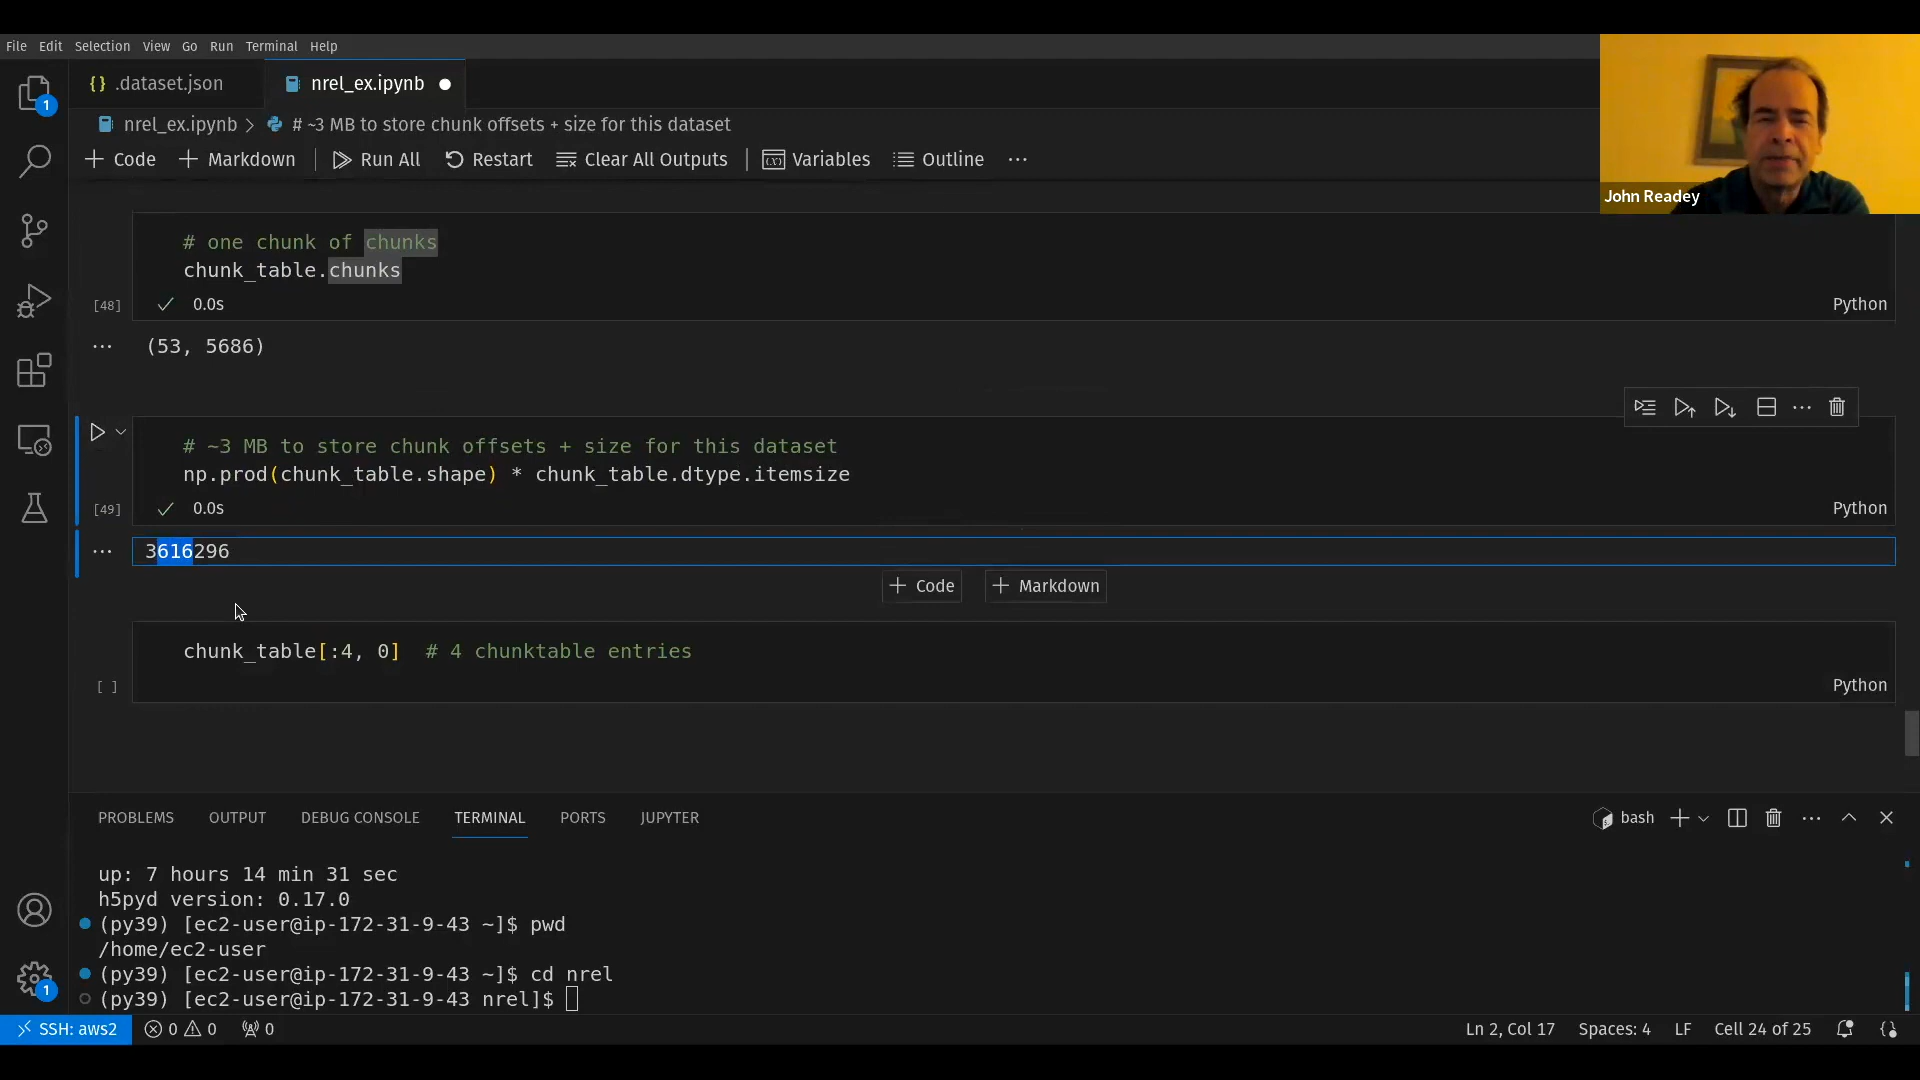 File Edit Selection View Go Run Terminal Help
{} .dataset.json nrel_ex.ipynb
nrel_ex.ipynb > # ~3 MB to store chunk offsets + size for this dataset
+ Code + Markdown Run All Restart Clear All Outputs Variables Outline ...
John Readey
# one chunk of chunks
chunk_table.chunks
[48] 0.0s Python
(53, 5686)
# ~3 MB to store chunk offsets + size for this dataset
np.prod(chunk_table.shape) * chunk_table.dtype.itemsize
[49] 0.0s Python
3616296
+ Code + Markdown
chunk_table[:4, 0] # 4 chunktable entries
[ ] Python
PROBLEMS OUTPUT DEBUG CONSOLE TERMINAL PORTS JUPYTER bash
up: 7 hours 14 min 31 sec
h5pyd version: 0.17.0
(py39) [ec2-user@ip-172-31-9-43 ~]$ pwd
/home/ec2-user
(py39) [ec2-user@ip-172-31-9-43 ~]$ cd nrel
(py39) [ec2-user@ip-172-31-9-43 nrel]$
1
1
SSH: aws2 0 0 0 Ln 2, Col 17 Spaces: 4 LF Cell 24 of 25